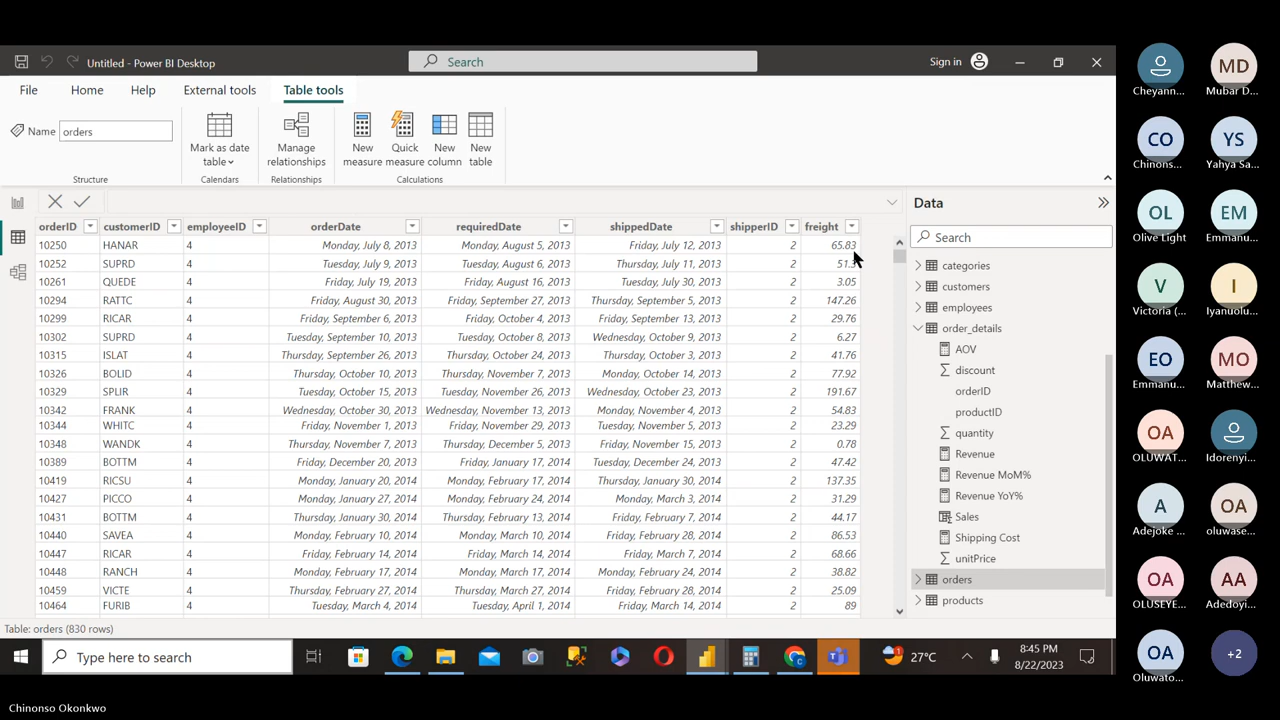 Untitled - Power BI Desktop
Search
Sign in
File Home Help External tools Table tools
Name orders
Mark as date table
Manage relationships
New measure
Quick measure
New column
New table
Structure Calendars Relationships Calculations
orderID customerID employeeID orderDate requiredDate shippedDate shipperID freight
10250 HANAR 4 Monday, July 8, 2013 Monday, August 5, 2013 Friday, July 12, 2013 2 65.83
10252 SUPRD 4 Tuesday, July 9, 2013 Tuesday, August 6, 2013 Thursday, July 11, 2013 2 51.3
10261 QUEDE 4 Friday, July 19, 2013 Friday, August 16, 2013 Tuesday, July 30, 2013 2 3.05
10294 RATTC 4 Friday, August 30, 2013 Friday, September 27, 2013 Thursday, September 5, 2013 2 147.26
10299 RICAR 4 Friday, September 6, 2013 Friday, October 4, 2013 Friday, September 13, 2013 2 29.76
10302 SUPRD 4 Tuesday, September 10, 2013 Tuesday, October 8, 2013 Wednesday, October 9, 2013 2 6.27
10315 ISLAT 4 Thursday, September 26, 2013 Thursday, October 24, 2013 Thursday, October 3, 2013 2 41.76
10326 BOLID 4 Thursday, October 10, 2013 Thursday, November 7, 2013 Monday, October 14, 2013 2 77.92
10329 SPLIR 4 Tuesday, October 15, 2013 Tuesday, November 26, 2013 Wednesday, October 23, 2013 2 191.67
10342 FRANK 4 Wednesday, October 30, 2013 Wednesday, November 13, 2013 Monday, November 4, 2013 2 54.83
10344 WHITC 4 Friday, November 1, 2013 Friday, November 29, 2013 Tuesday, November 5, 2013 2 23.29
10348 WANDK 4 Thursday, November 7, 2013 Thursday, December 5, 2013 Friday, November 15, 2013 2 0.78
10389 BOTTM 4 Friday, December 20, 2013 Friday, January 17, 2014 Tuesday, December 24, 2013 2 47.42
10419 RICSU 4 Monday, January 20, 2014 Monday, February 17, 2014 Thursday, January 30, 2014 2 137.35
10427 PICCO 4 Monday, January 27, 2014 Monday, February 24, 2014 Monday, March 3, 2014 2 31.29
10431 BOTTM 4 Thursday, January 30, 2014 Thursday, February 13, 2014 Friday, February 7, 2014 2 44.17
10440 SAVEA 4 Monday, February 10, 2014 Monday, March 10, 2014 Friday, February 28, 2014 2 86.53
10447 RICAR 4 Friday, February 14, 2014 Friday, March 14, 2014 Friday, March 7, 2014 2 68.66
10448 RANCH 4 Monday, February 17, 2014 Monday, March 17, 2014 Monday, February 24, 2014 2 38.82
10459 VICTE 4 Thursday, February 27, 2014 Thursday, March 27, 2014 Friday, February 28, 2014 2 25.09
10464 FURIB 4 Tuesday, March 4, 2014 Tuesday, April 1, 2014 Friday, March 14, 2014 2 89
Table: orders (830 rows)
Data
Search
categories
customers
employees
order_details
AOV
discount
orderID
productID
quantity
Revenue
Revenue MoM%
Revenue YoY%
Sales
Shipping Cost
unitPrice
orders
products
Type here to search
27°C
8:45 PM
8/22/2023
Cheyann...
MD
Mubar D...
CO
Chinons...
YS
Yahya Sa...
OL
Olive Light
EM
Emmanu...
V
Victoria (...
I
Iyanuolu...
EO
Emmanu...
MO
Matthew...
OA
OLUWAT...
Idorenyi...
A
Adejoke ...
OA
oluwase...
OA
OLUSEYE...
AA
Adedoyi...
OA
Oluwato...
+2
Chinonso Okonkwo